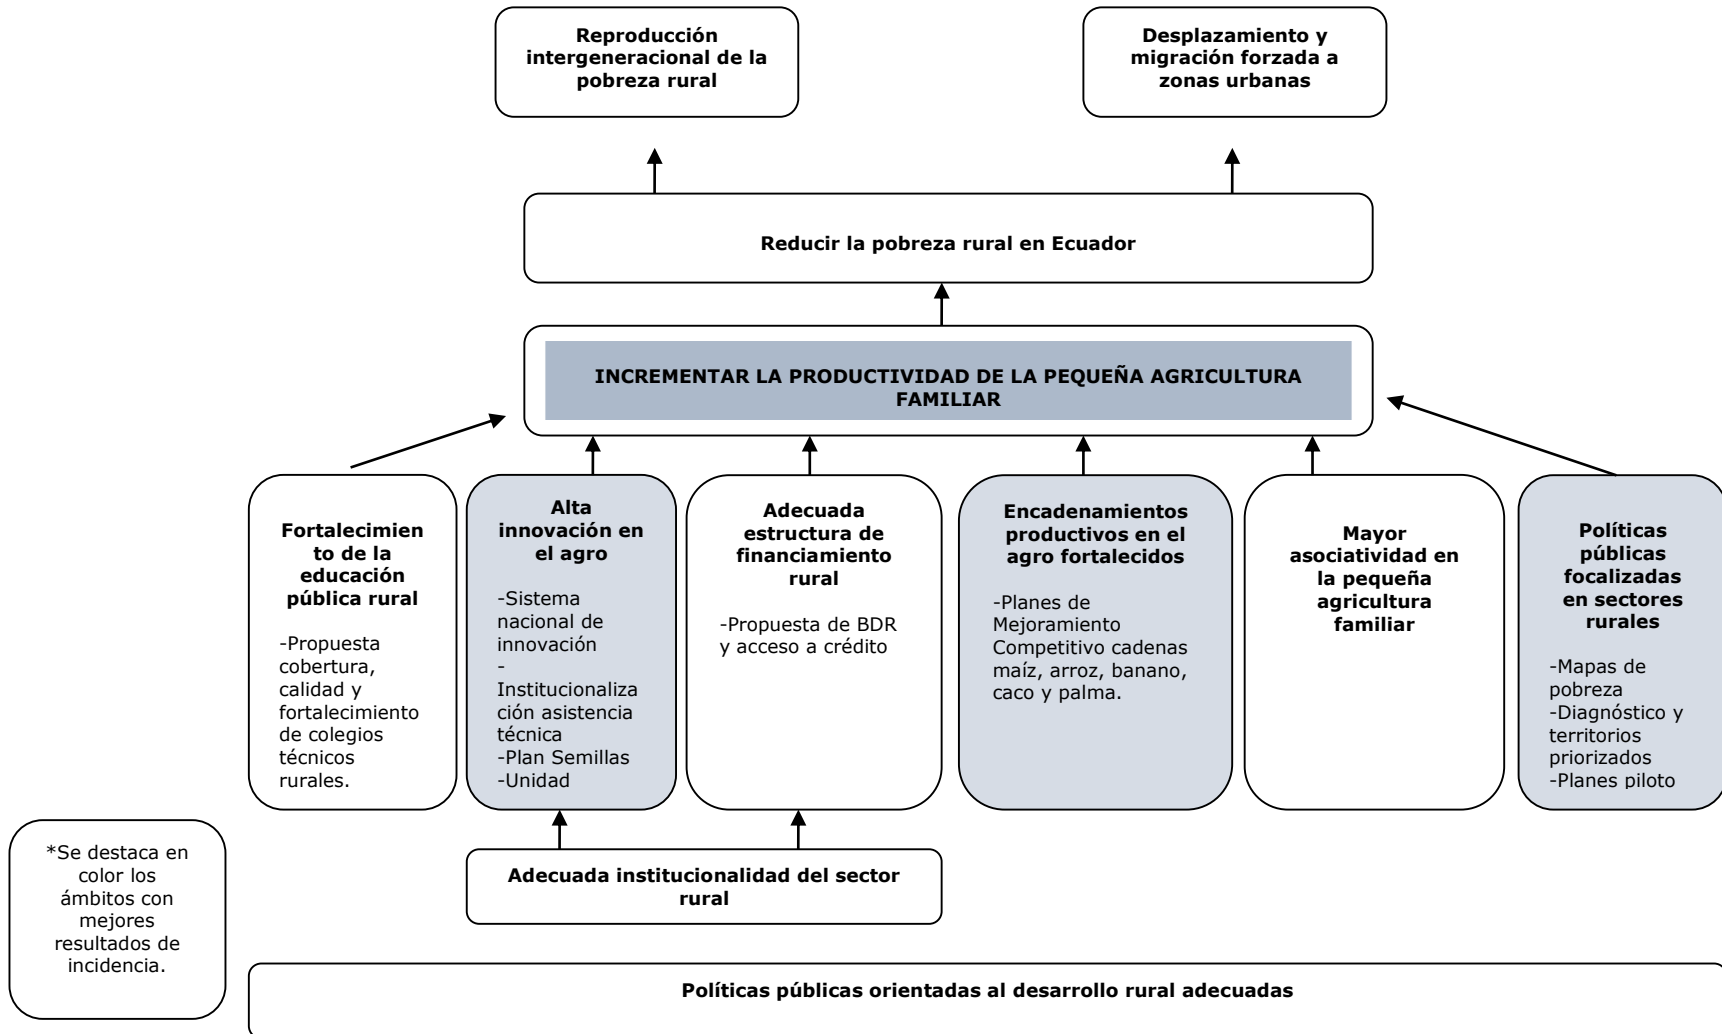 Reproducción
intergeneracional de la
pobreza rural
Desplazamiento y
migración forzada a
zonas urbanas
Reducir la pobreza rural en Ecuador
INCREMENTAR LA PRODUCTIVIDAD DE LA PEQUEÑA AGRICULTURA
FAMILIAR
Fortalecimien
to de la
educación
pública rural
-Propuesta
cobertura,
calidad y
fortalecimiento
de colegios
técnicos
rurales.
Alta
innovación en
el agro
-Sistema
nacional de
innovación
-
Institucionaliza
ción asistencia
técnica
-Plan Semillas
-Unidad
Adecuada
estructura de
financiamiento
rural
-Propuesta de BDR
y acceso a crédito
Encadenamientos
productivos en el
agro fortalecidos
-Planes de
Mejoramiento
Competitivo cadenas
maíz, arroz, banano,
caco y palma.
Mayor
asociatividad en
la pequeña
agricultura
familiar
Políticas
públicas
focalizadas
en sectores
rurales
-Mapas de
pobreza
-Diagnóstico y
territorios
priorizados
-Planes piloto
*Se destaca en
color los
ámbitos con
mejores
resultados de
incidencia.
Adecuada institucionalidad del sector
rural
Políticas públicas orientadas al desarrollo rural adecuadas